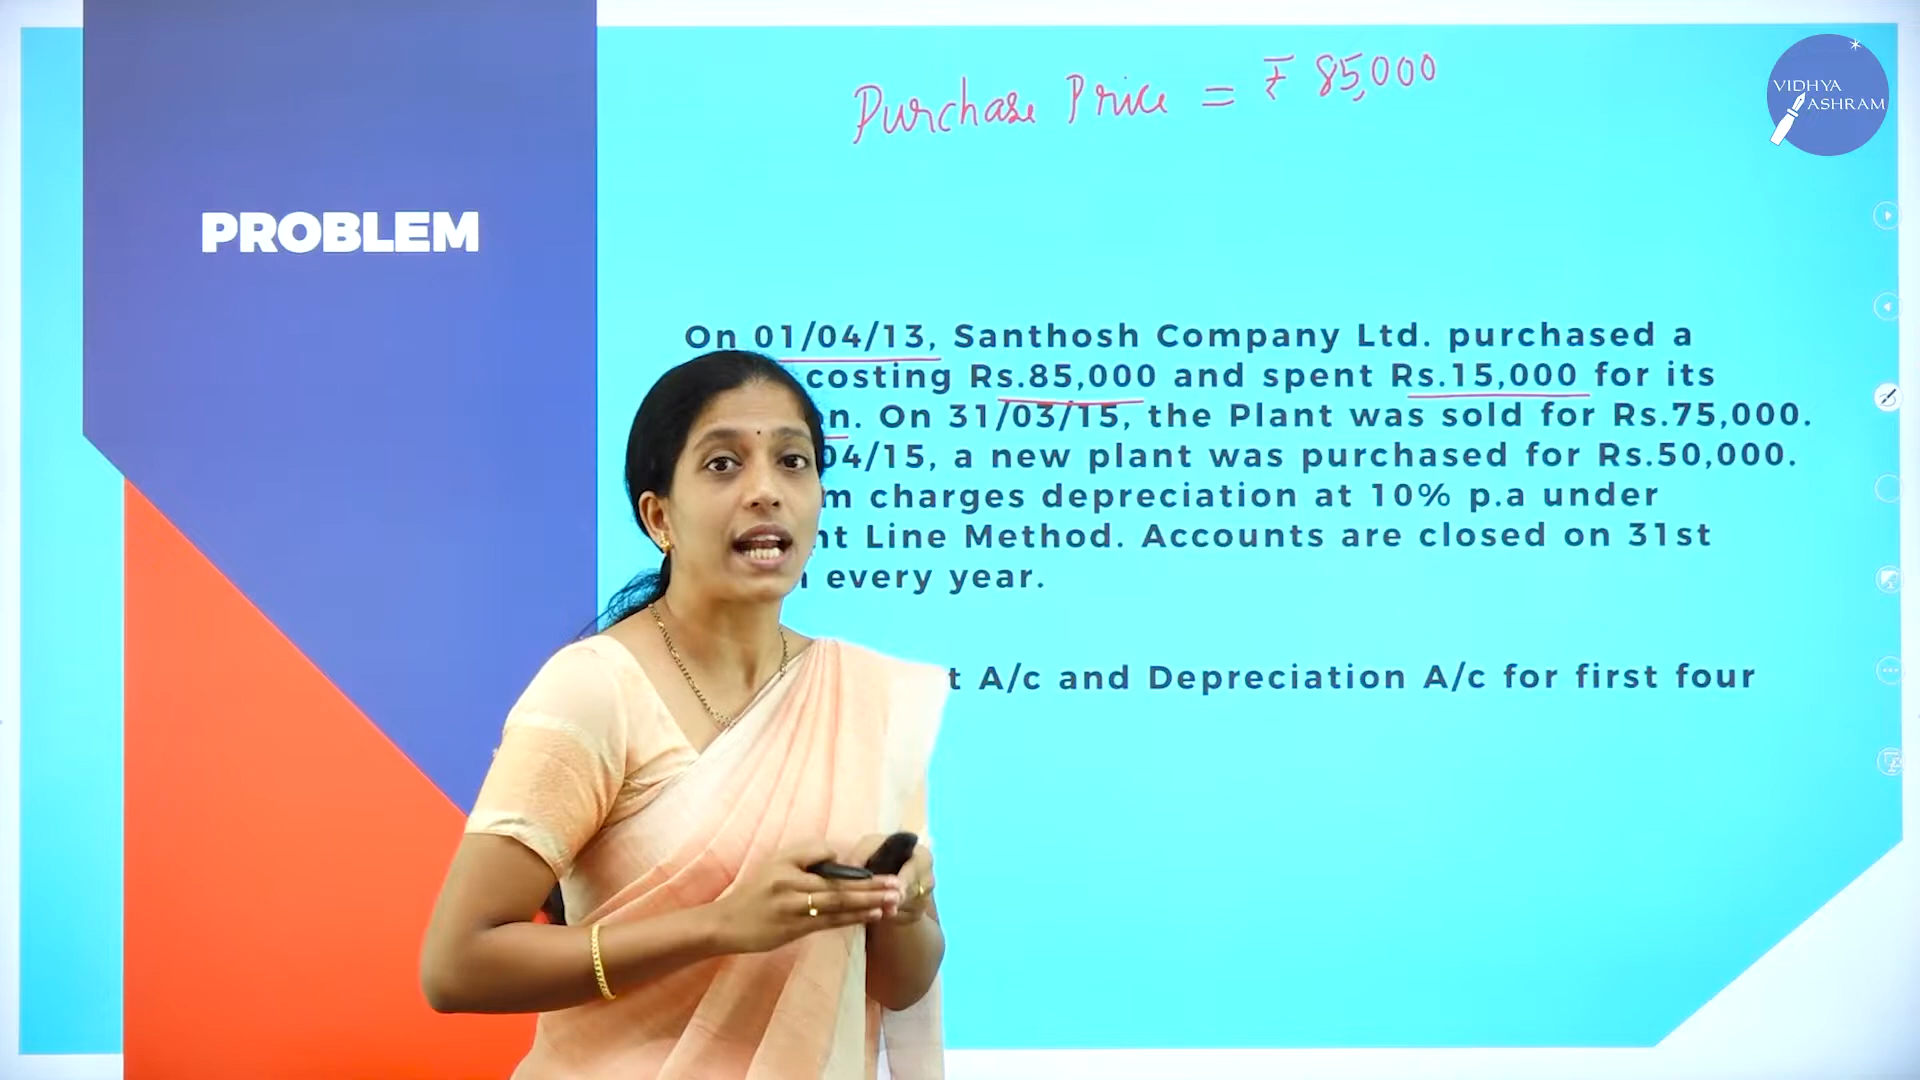 Purchase Price = ₹ 85,000
VIDHYA
ASHRAM
PROBLEM
On 01/04/13, Santhosh Company Ltd. purchased a
costing Rs.85,000 and spent Rs.15,000 for its
On 31/03/15, the Plant was sold for Rs.75,000.
04/15, a new plant was purchased for Rs.50,000.
charges depreciation at 10% p.a under
Line Method. Accounts are closed on 31st
every year.
A/c and Depreciation A/c for first four